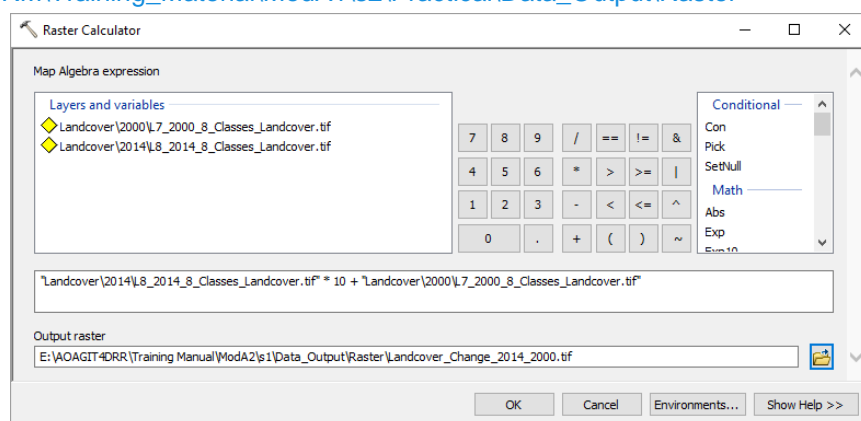 Raster Calculator
Map Algebra expression
Layers and variables
Landcover\2000\L7_2000_8_Classes_Landcover.tif
Landcover\2014\L8_2014_8_Classes_Landcover.tif
7 8 9 / == != &
4 5 6 * > >= |
1 2 3 - < <= ^
0 . + ( ) ~
Conditional
Con
Pick
SetNull
Math
Abs
Exp
Exp10
"Landcover\2014\L8_2014_8_Classes_Landcover.tif" * 10 + "Landcover\2000\L7_2000_8_Classes_Landcover.tif"
Output raster
E:\AOAGIT4DRR\Training Manual\ModA2\s1\Data_Output\Raster\Landcover_Change_2014_2000.tif
OK Cancel Environments... Show Help >>